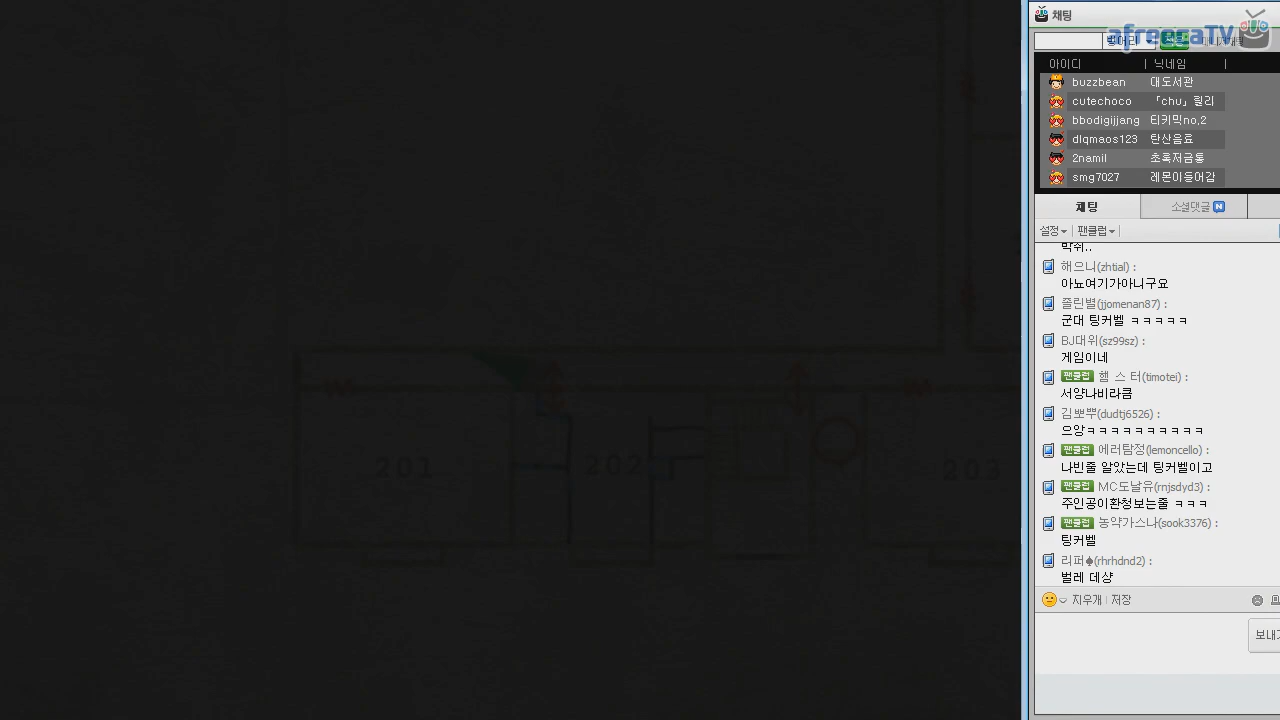 채팅
afreecaTV
아이디 | 닉네임 |
buzzbean 대도서관
cutechoco 「chu」릴리
bbodigijjang 티키믹no,2
dlqmaos123 탄산음료
2namil 초록저금통
smg7027 레몬이등어감
채팅
소셜댓글 N
설정 | 팬클럽 |
막쉬..
해으니(zhtial) :
아뇨여기가아니구요
쫄린별(jjomenan87) :
군대 팅커벨 ㅋㅋㅋㅋㅋ
BJ대위(sz99sz) :
게임이네
팬클럽 햄 스 터(timotei) :
서양나비라큼
김뽀뿌(dudtj6526) :
으앙ㅋㅋㅋㅋㅋㅋㅋㅋㅋㅋ
팬클럽 에러탐정(lemoncello) :
나빈줄 알았는데 팅커벨이고
팬클럽 MC도날유(rnjsdyd3) :
주인공이환청보는줄 ㅋㅋㅋ
팬클럽 농약가스나(sook3376) :
팅커벨
리퍼♠(rhrhdnd2) :
벌레 데샹
지우개 | 저장
201
202
203